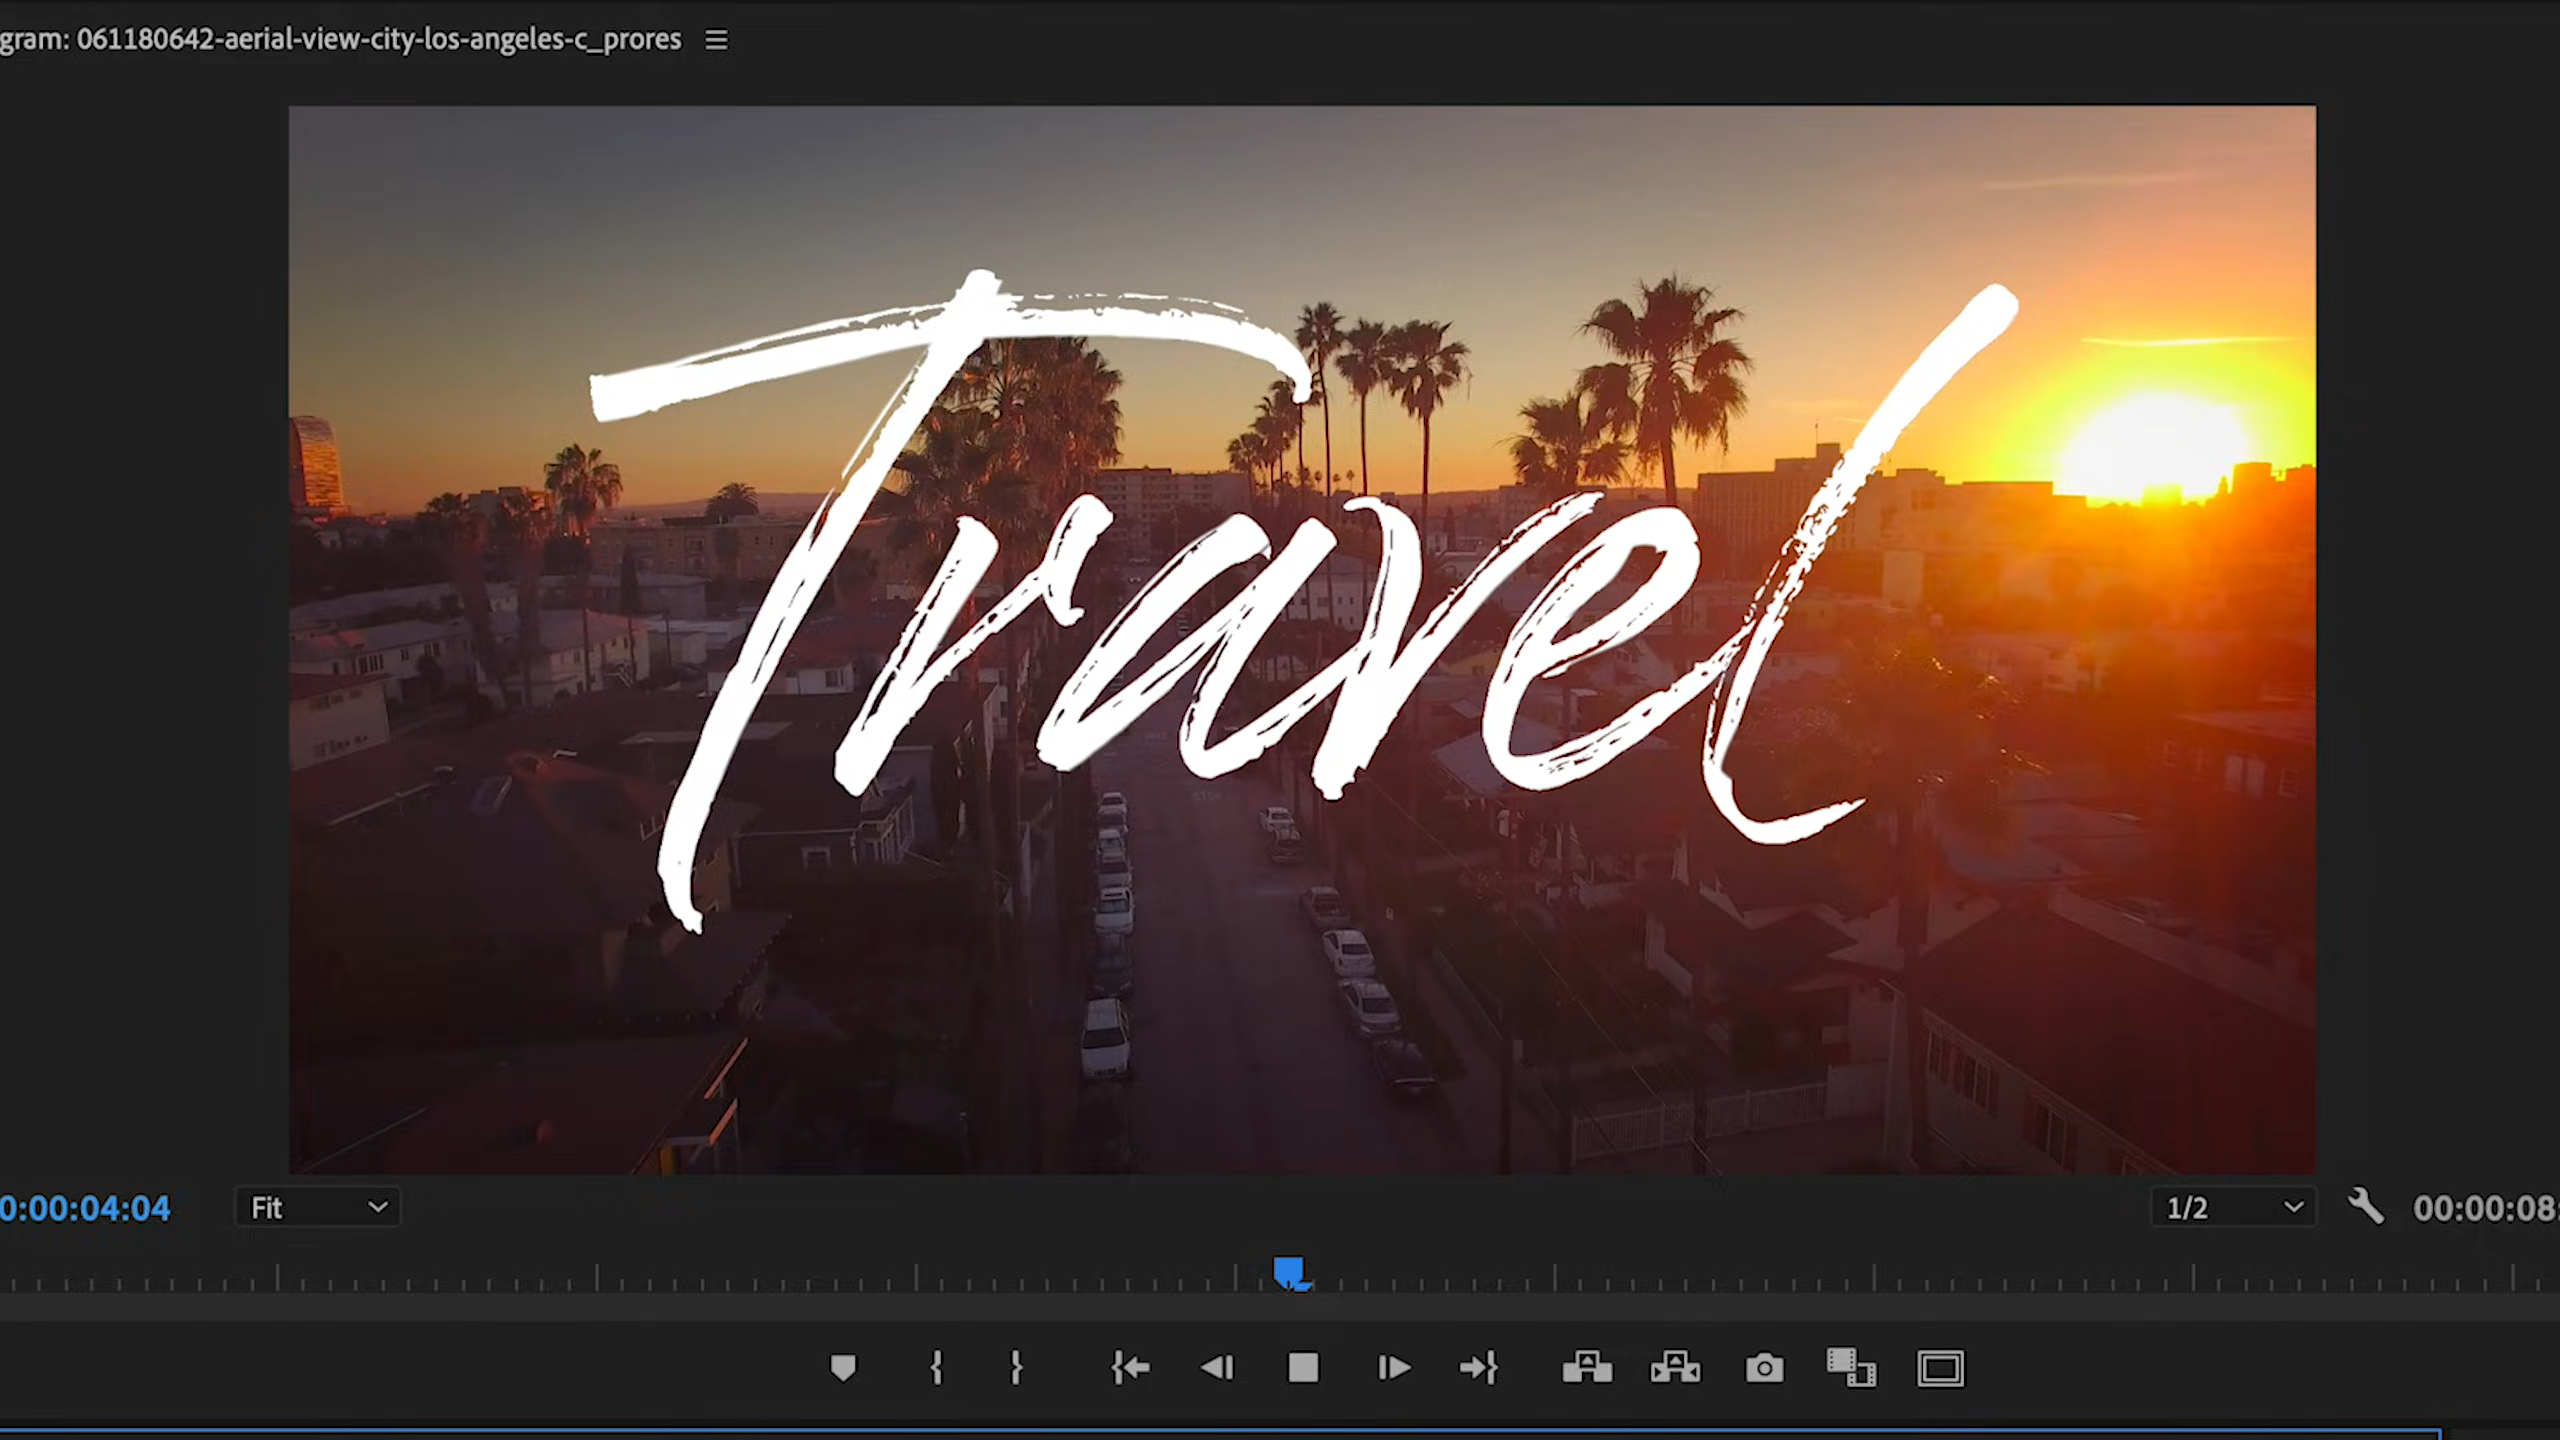 gram: 061180642-aerial-view-city-los-angeles-c_prores
Travel
0:00:04:04
Fit
1/2
00:00:08: